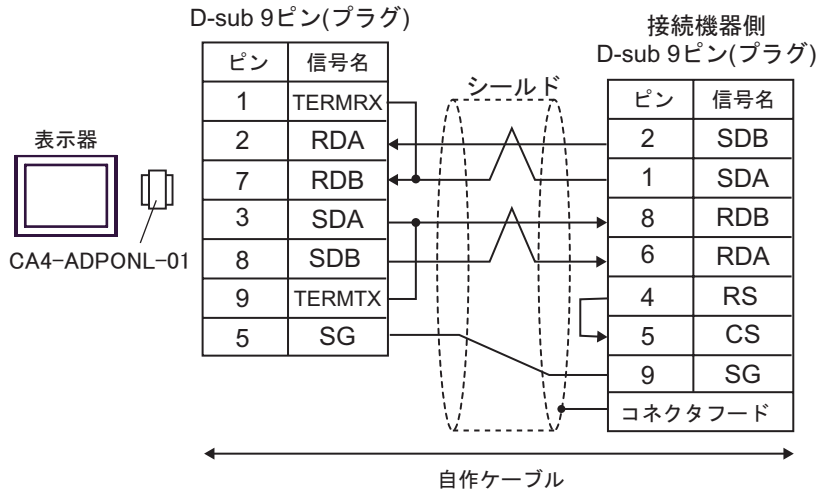 D-sub 9ピン(プラグ)
ピン 信号名
1 TERMRX
2 RDA
7 RDB
3 SDA
8 SDB
9 TERMTX
5 SG
表示器
CA4-ADPONL-01
シールド
接続機器側
D-sub 9ピン(プラグ)
ピン 信号名
2 SDB
1 SDA
8 RDB
6 RDA
4 RS
5 CS
9 SG
コネクタフード
自作ケーブル